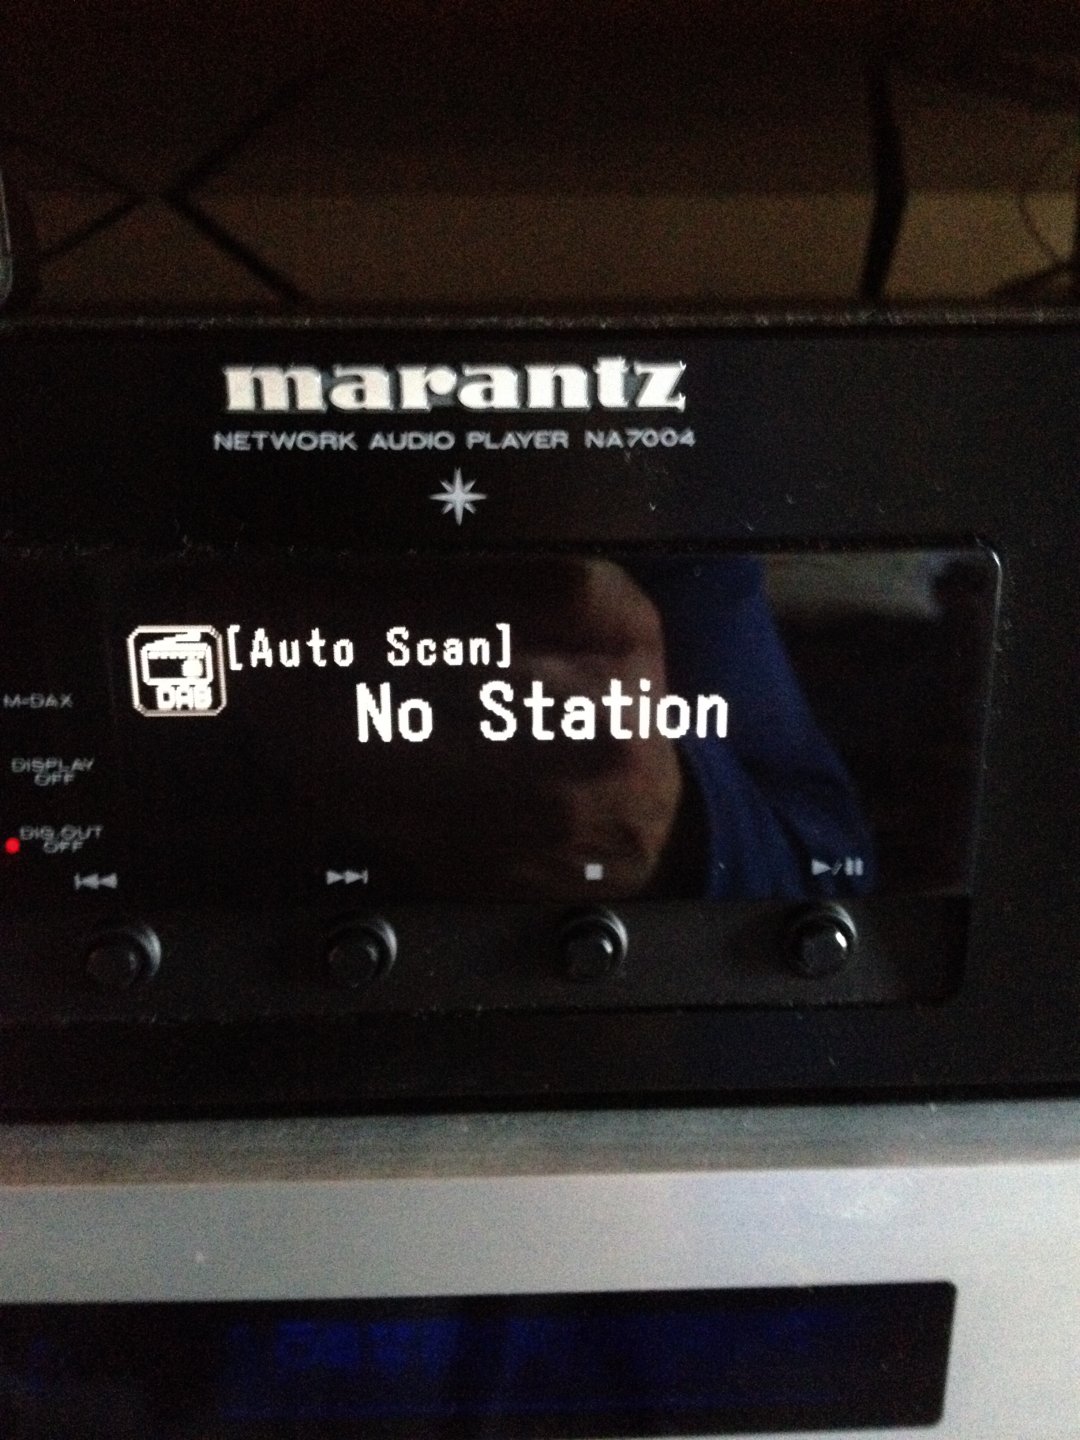 marantz
NETWORK AUDIO PLAYER NA7004
[Auto Scan]
DAB
No Station
M-DAX
DISPLAY
OFF
DIG.OUT
OFF